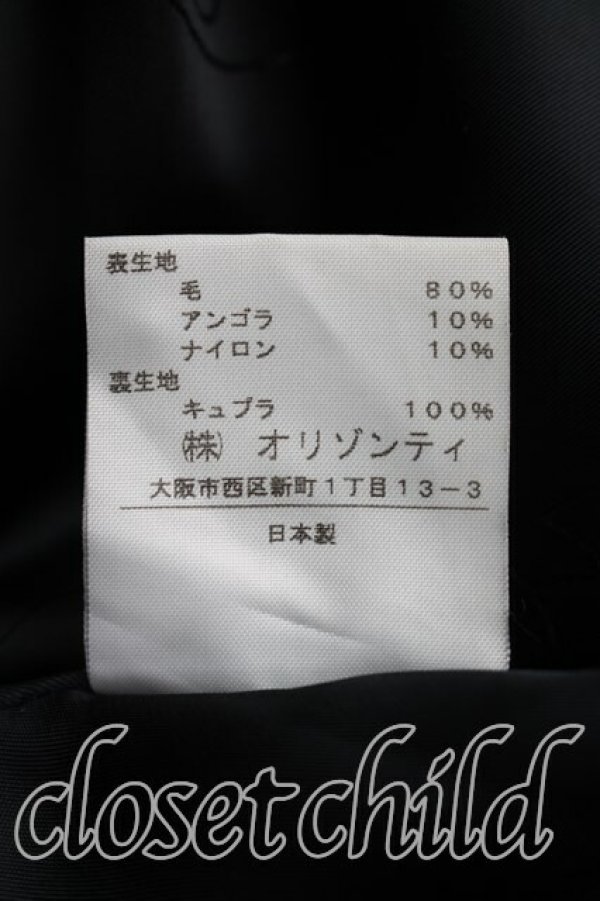 表生地
毛 80%
アンゴラ 10%
ナイロン 10%
裏生地
キュプラ 100%
㈱ オリゾンティ
大阪市西区新町1丁目13-3
日本製
closet child